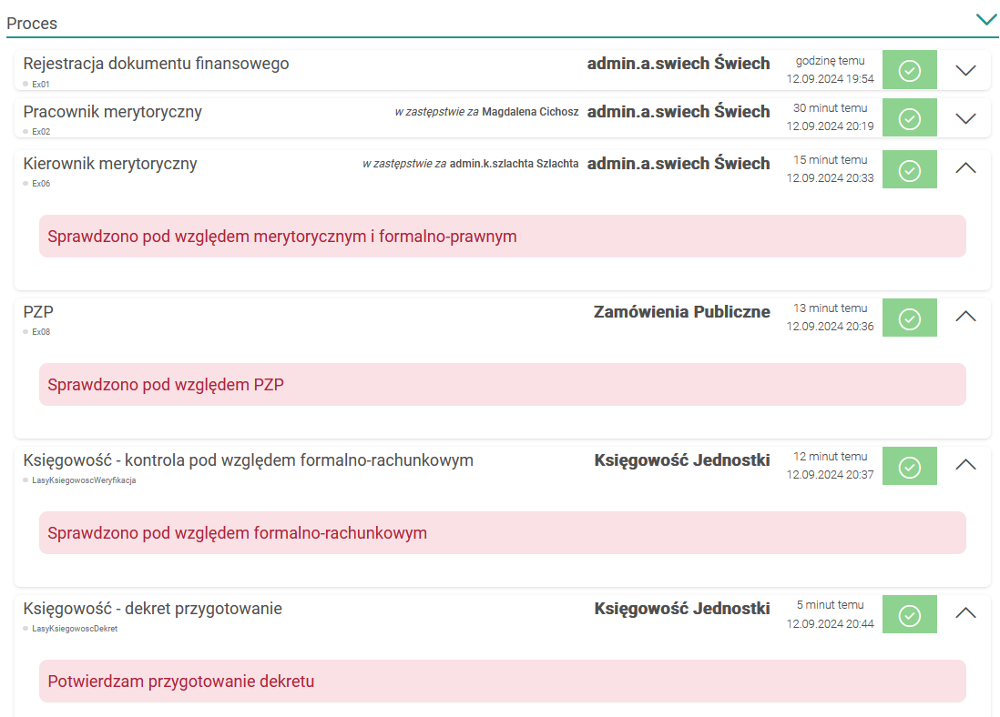 Proces
Rejestracja dokumentu finansowego admin.a.swiech Świech godzinę temu
Ex01 12.09.2024 19:54
Pracownik merytoryczny w zastępstwie za Magdalena Cichosz admin.a.swiech Świech 30 minut temu
Ex02 12.09.2024 20:19
Kierownik merytoryczny w zastępstwie za admin.k.szlachta Szlachta admin.a.swiech Świech 15 minut temu
Ex06 12.09.2024 20:33
Sprawdzono pod względem merytorycznym i formalno-prawnym
PZP Zamówienia Publiczne 13 minut temu
Ex08 12.09.2024 20:36
Sprawdzono pod względem PZP
Księgowość - kontrola pod względem formalno-rachunkowym Księgowość Jednostki 12 minut temu
LasyKsiegowoscWeryfikacja 12.09.2024 20:37
Sprawdzono pod względem formalno-rachunkowym
Księgowość - dekret przygotowanie Księgowość Jednostki 5 minut temu
LasyKsiegowoscDekret 12.09.2024 20:44
Potwierdzam przygotowanie dekretu